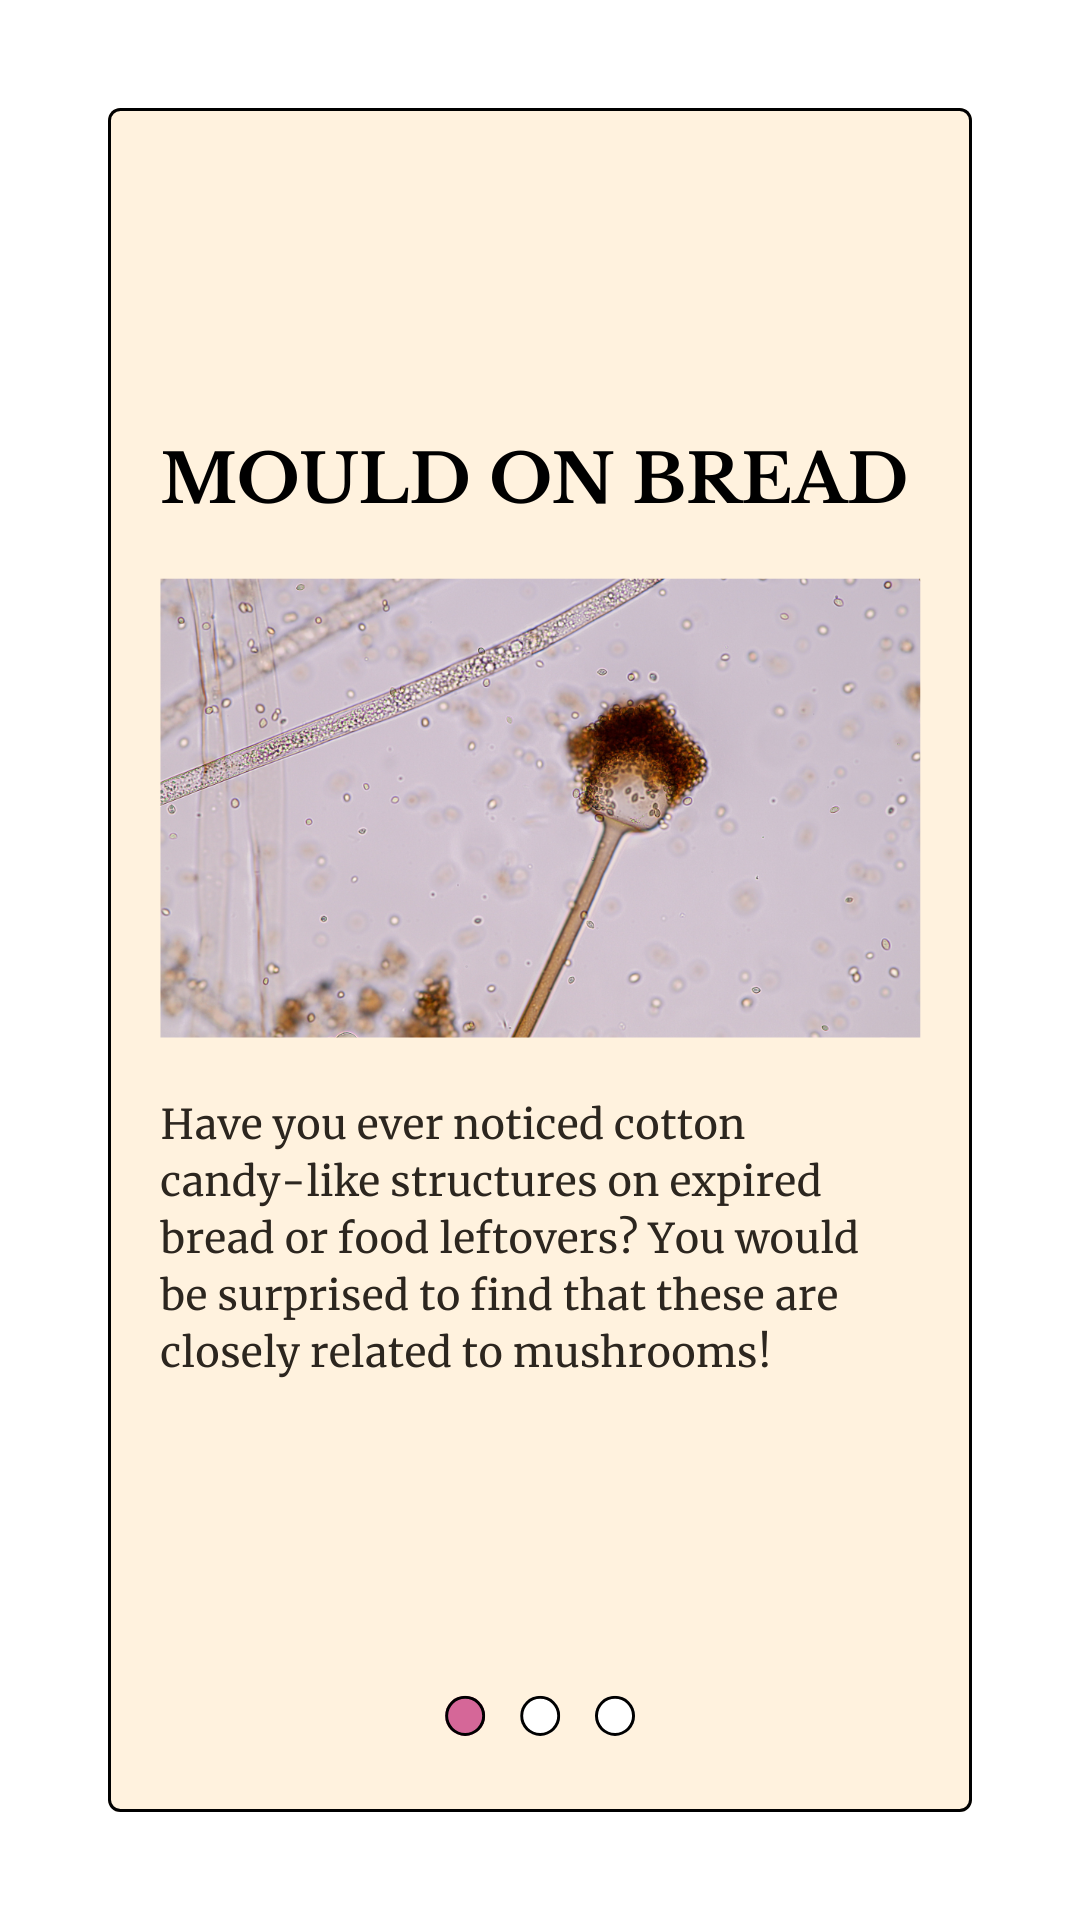 MOULD ON BREAD
Have you ever noticed cotton
candy-like structures on expired
bread or food leftovers? You would
be surprised to find that these are
closely related to mushrooms!